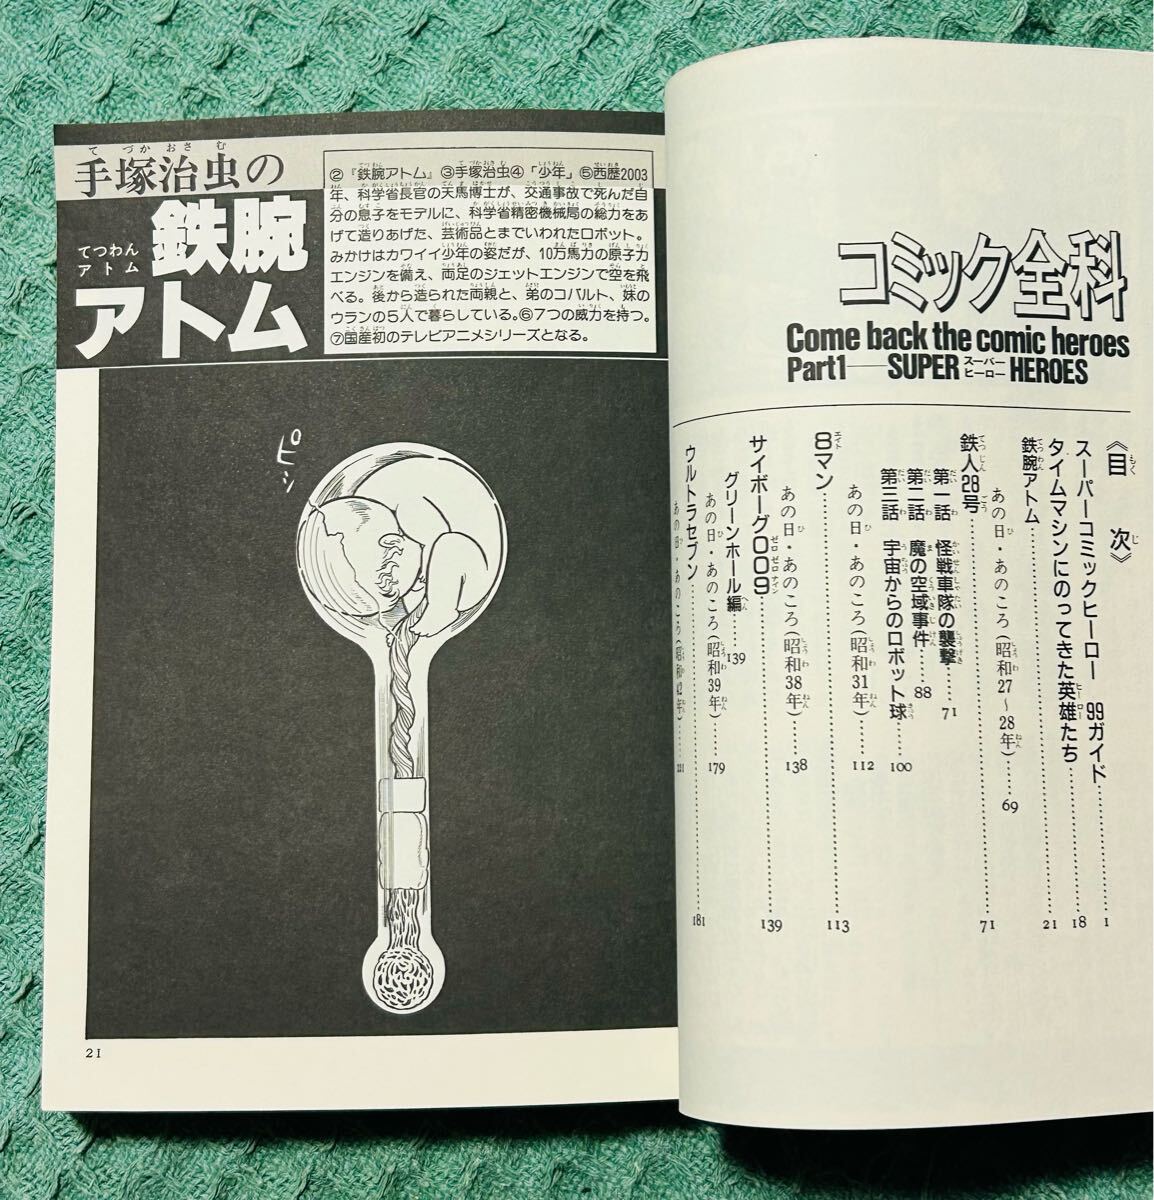 手塚治虫の
てづかおさむ
鉄腕
てつわん
アトム
アトム
②『鉄腕アトム』③手塚治虫④「少年」⑤西歴2003
年、科学省長官の天馬博士が、交通事故で死んだ自
分の息子をモデルに、科学省精密機械局の総力をあ
げて造りあげた、芸術品とまでいわれたロボット。
みかけはカワイイ少年の姿だが、10万馬力の原子力
エンジンを備え、両足のジェットエンジンで空を飛
べる。後から造られた両親と、弟のコバルト、妹の
ウランの5人で暮らしている。⑥7つの威力を持つ。
⑦国産初のテレビアニメシリーズとなる。
ピシッ
21
コミック全科
Come back the comic heroes
Part1──SUPER スーパーヒーロー HEROES
《目次》
スーパーコミックヒーロー 99ガイド……1
タイムマシンにのってきた英雄たち……18
鉄腕アトム……21
あの日・あのころ(昭和27〜28年)……69
鉄人28号……71
第一話 怪戦車隊の襲撃……71
第二話 魔の空域事件……88
第三話 宇宙からのロボット球……100
あの日・あのころ(昭和31年)……112
8マン……113
あの日・あのころ(昭和38年)……138
サイボーグ009……139
グリーンホール編……139
あの日・あのころ(昭和39年)……179
ウルトラセブン……181
あの日・あのころ(昭和42年)……221